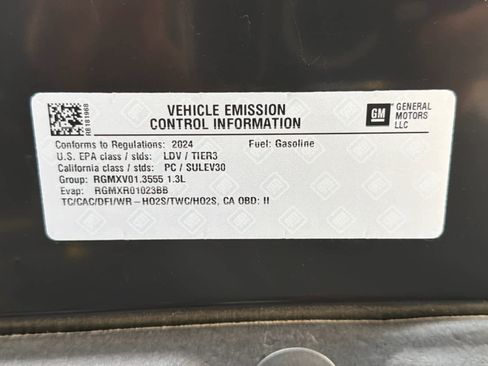 RE181968
VEHICLE EMISSION
CONTROL INFORMATION
GM
GENERAL
MOTORS
LLC
Conforms to Regulations: 2024 Fuel: Gasoline
U.S. EPA class / stds: LDV / TIER3
California class / stds: PC / SULEV30
Group: RGMXV01.3555 1.3L
Evap: RGMXR01023BB
TC/CAC/DFI/WR-HO2S/TWC/HO2S, CA OBD: II